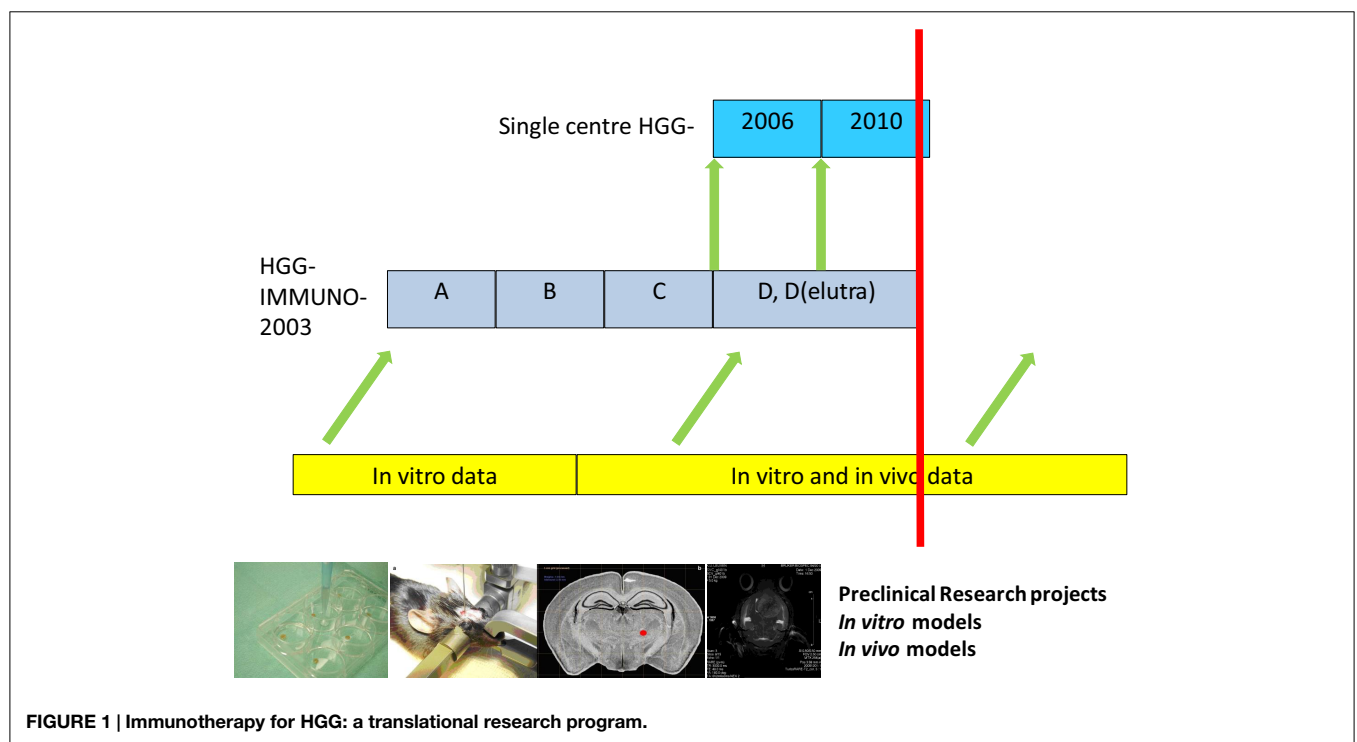 Single centre HGG-
2006
2010
HGG-
IMMUNO-
2003
A
B
C
D, D(elutra)
In vitro data
In vitro and in vivo data
a
b
Preclinical Research projects
In vitro models
In vivo models
FIGURE 1 | Immunotherapy for HGG: a translational research program.